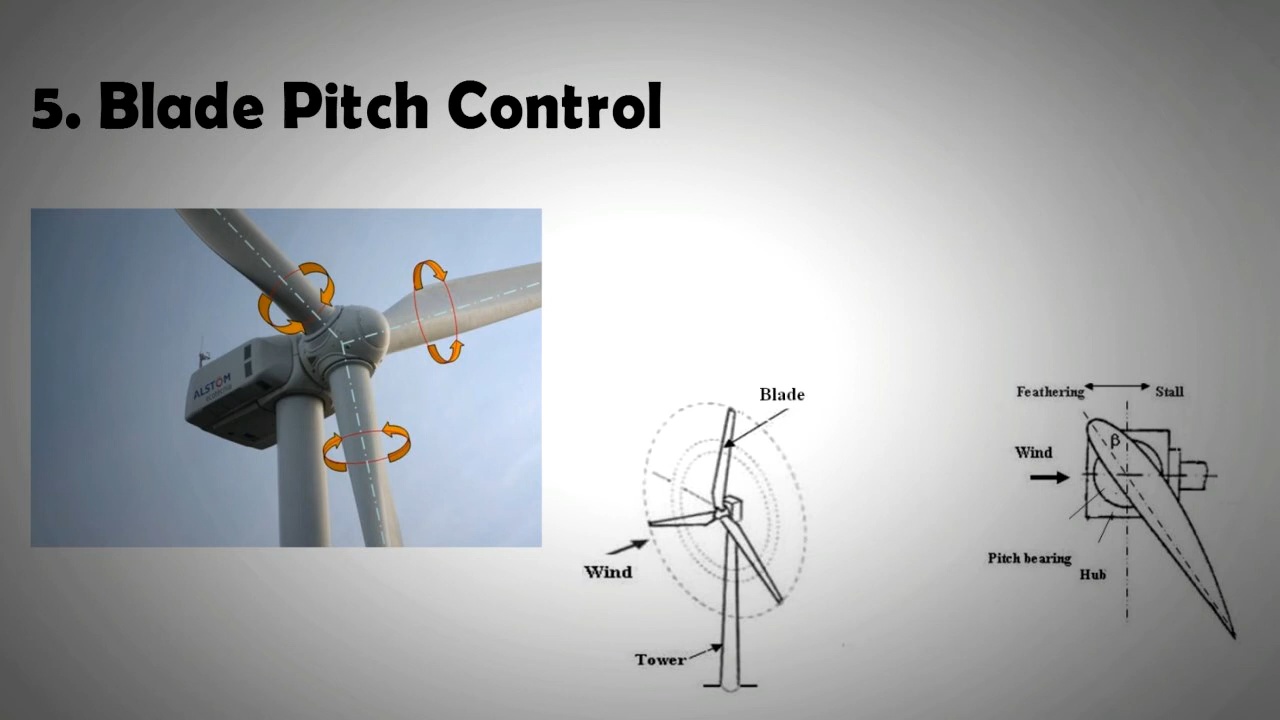 5. Blade Pitch Control
ALSTOM
Blade
Wind
Tower
Feathering
Stall
β
Wind
Pitch bearing
Hub